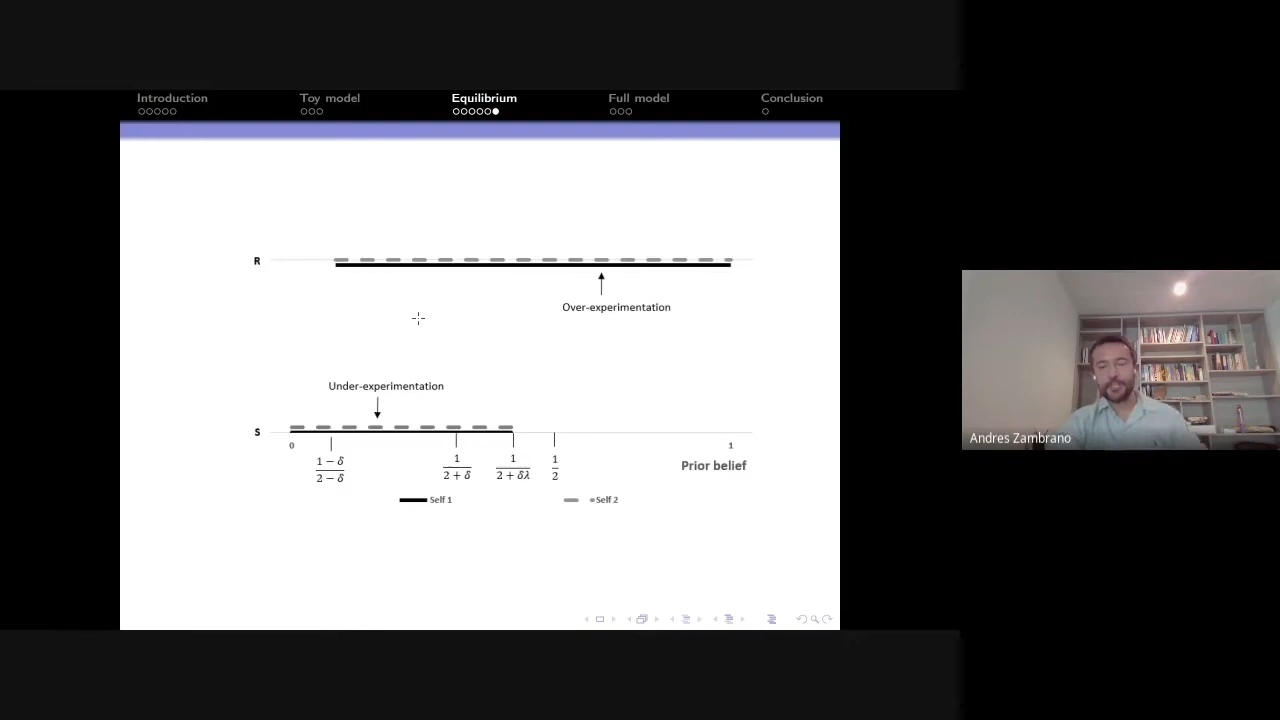 Introduction Toy model Equilibrium Full model Conclusion
R
Over-experimentation
Under-experimentation
S
0 1
1 − δ / 2 − δ 1 / 2 + δ 1 / 2 + δλ 1 / 2
Prior belief
Self 1 Self 2
Andres Zambrano